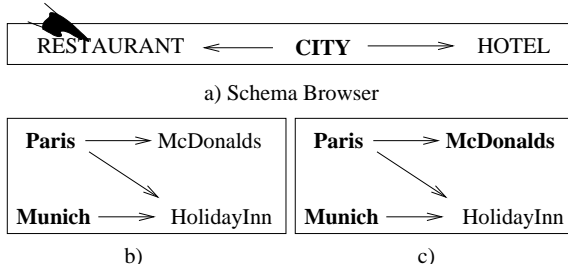 RESTAURANT CITY HOTEL
a) Schema Browser
Paris McDonalds Paris McDonalds
Munich HolidayInn Munich HolidayInn
b) c)